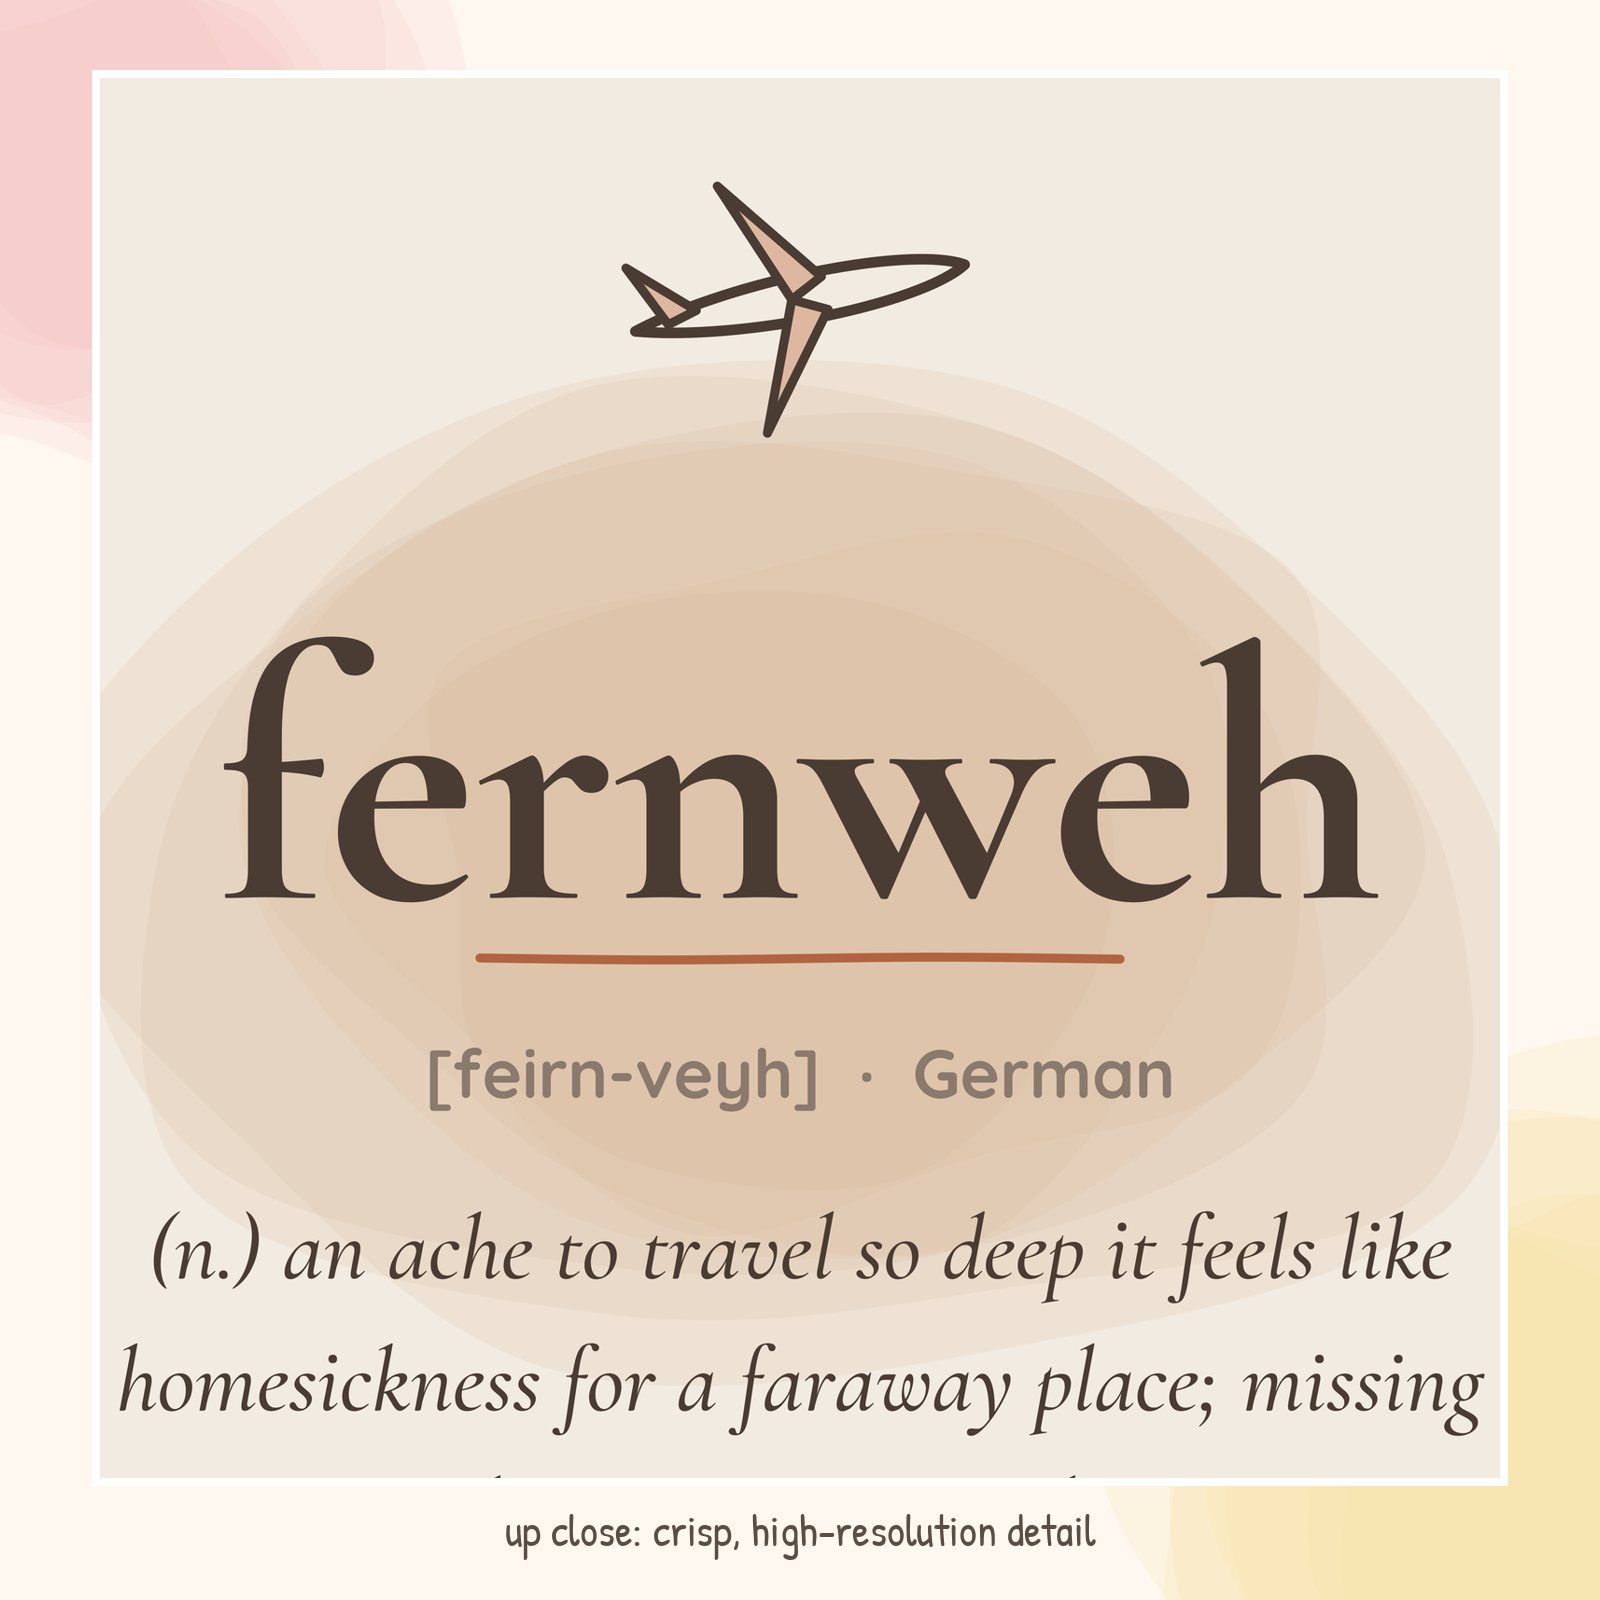 fernweh
[feirn-veyh] · German
(n.) an ache to travel so deep it feels like
homesickness for a faraway place; missing
up close: crisp, high-resolution detail